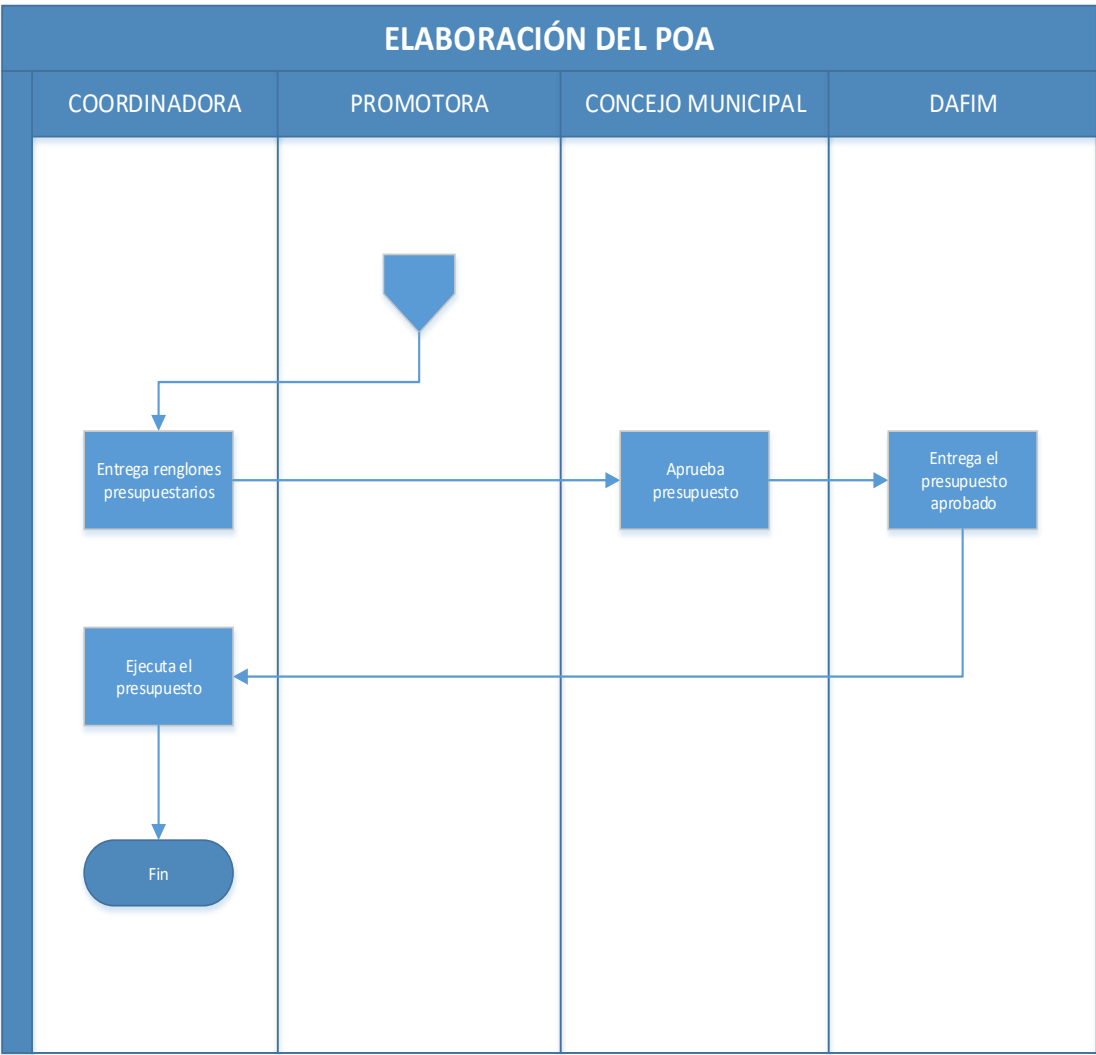 ELABORACIÓN DEL POA
COORDINADORA
PROMOTORA
CONCEJO MUNICIPAL
DAFIM
Entrega renglones
presupuestarios
Aprueba
presupuesto
Entrega el
presupuesto
aprobado
Ejecuta el
presupuesto
Fin